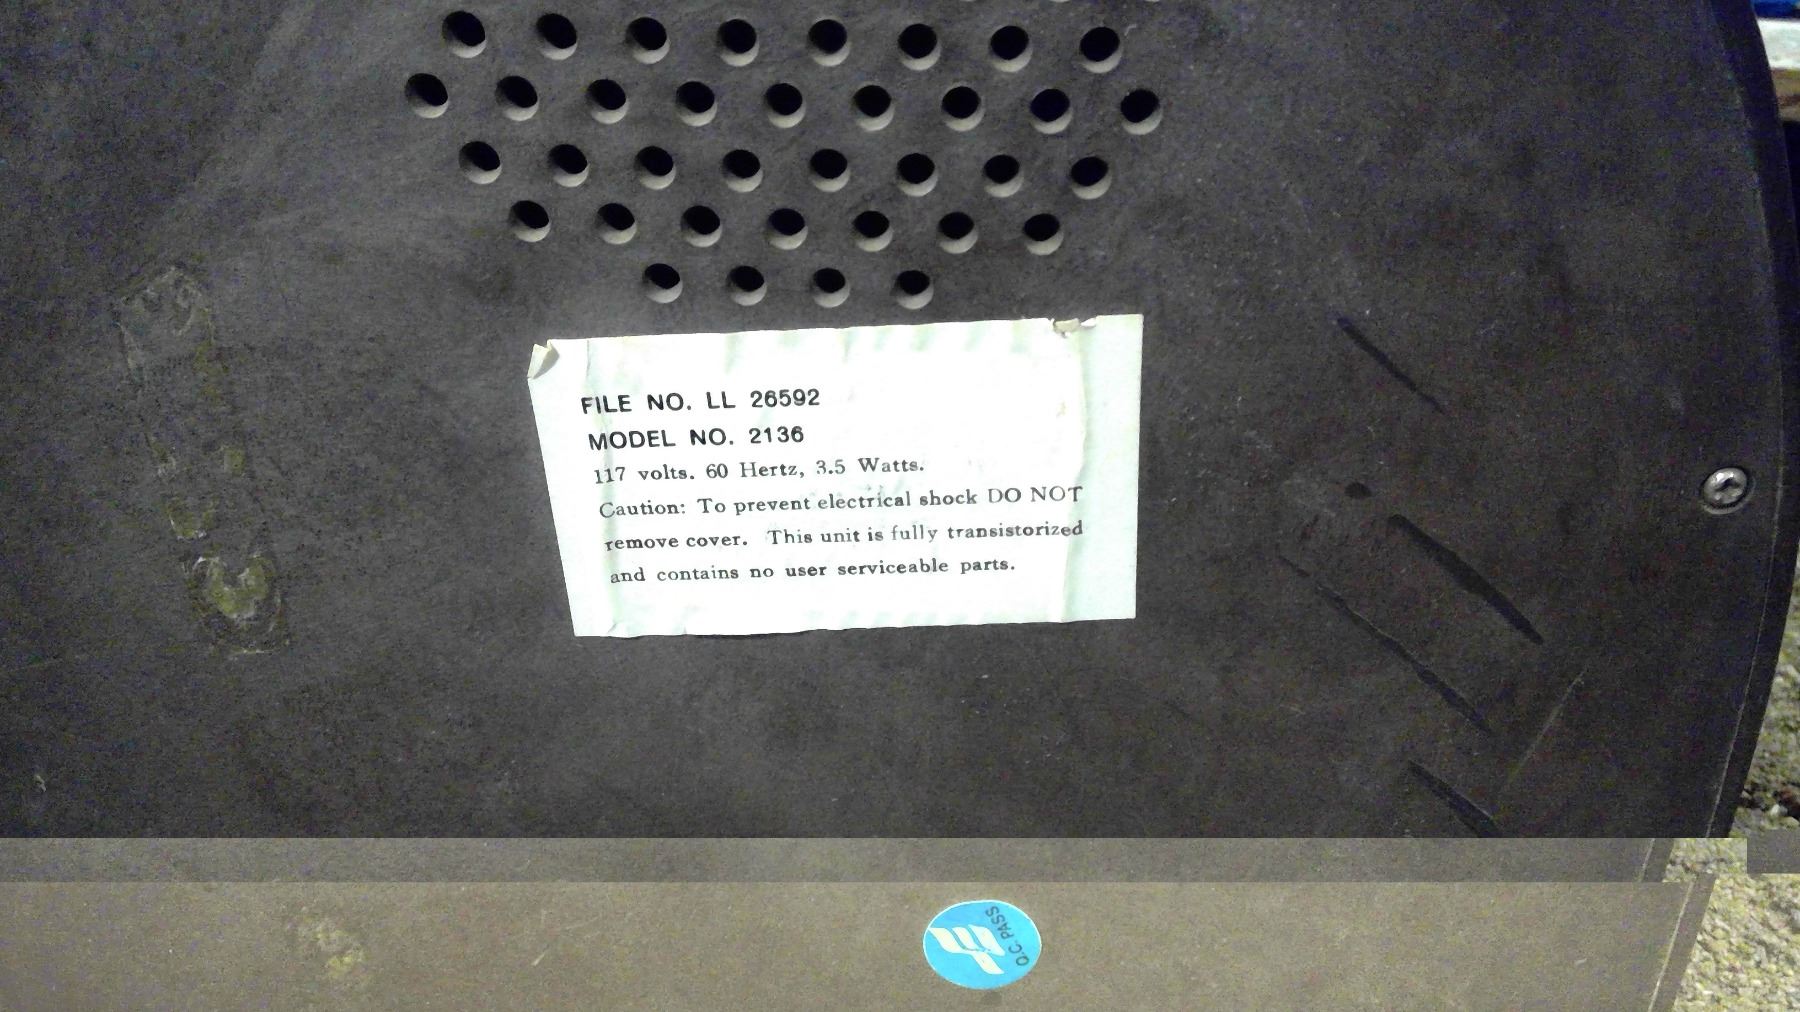 FILE NO. LL 26592
MODEL NO. 2136
117 volts. 60 Hertz, 3.5 Watts.
Caution: To prevent electrical shock DO NOT
remove cover. This unit is fully transistorized
and contains no user serviceable parts.
Q.C. PASS